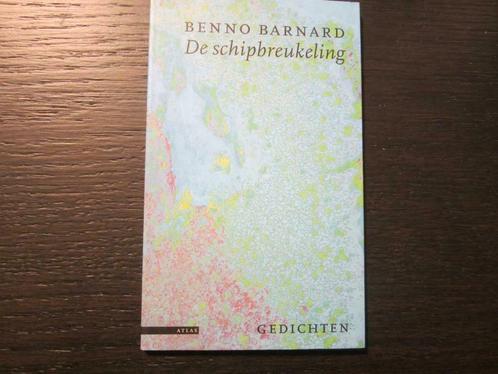 BENNO BARNARD
De schipbreukeling
ATLAS
GEDICHTEN